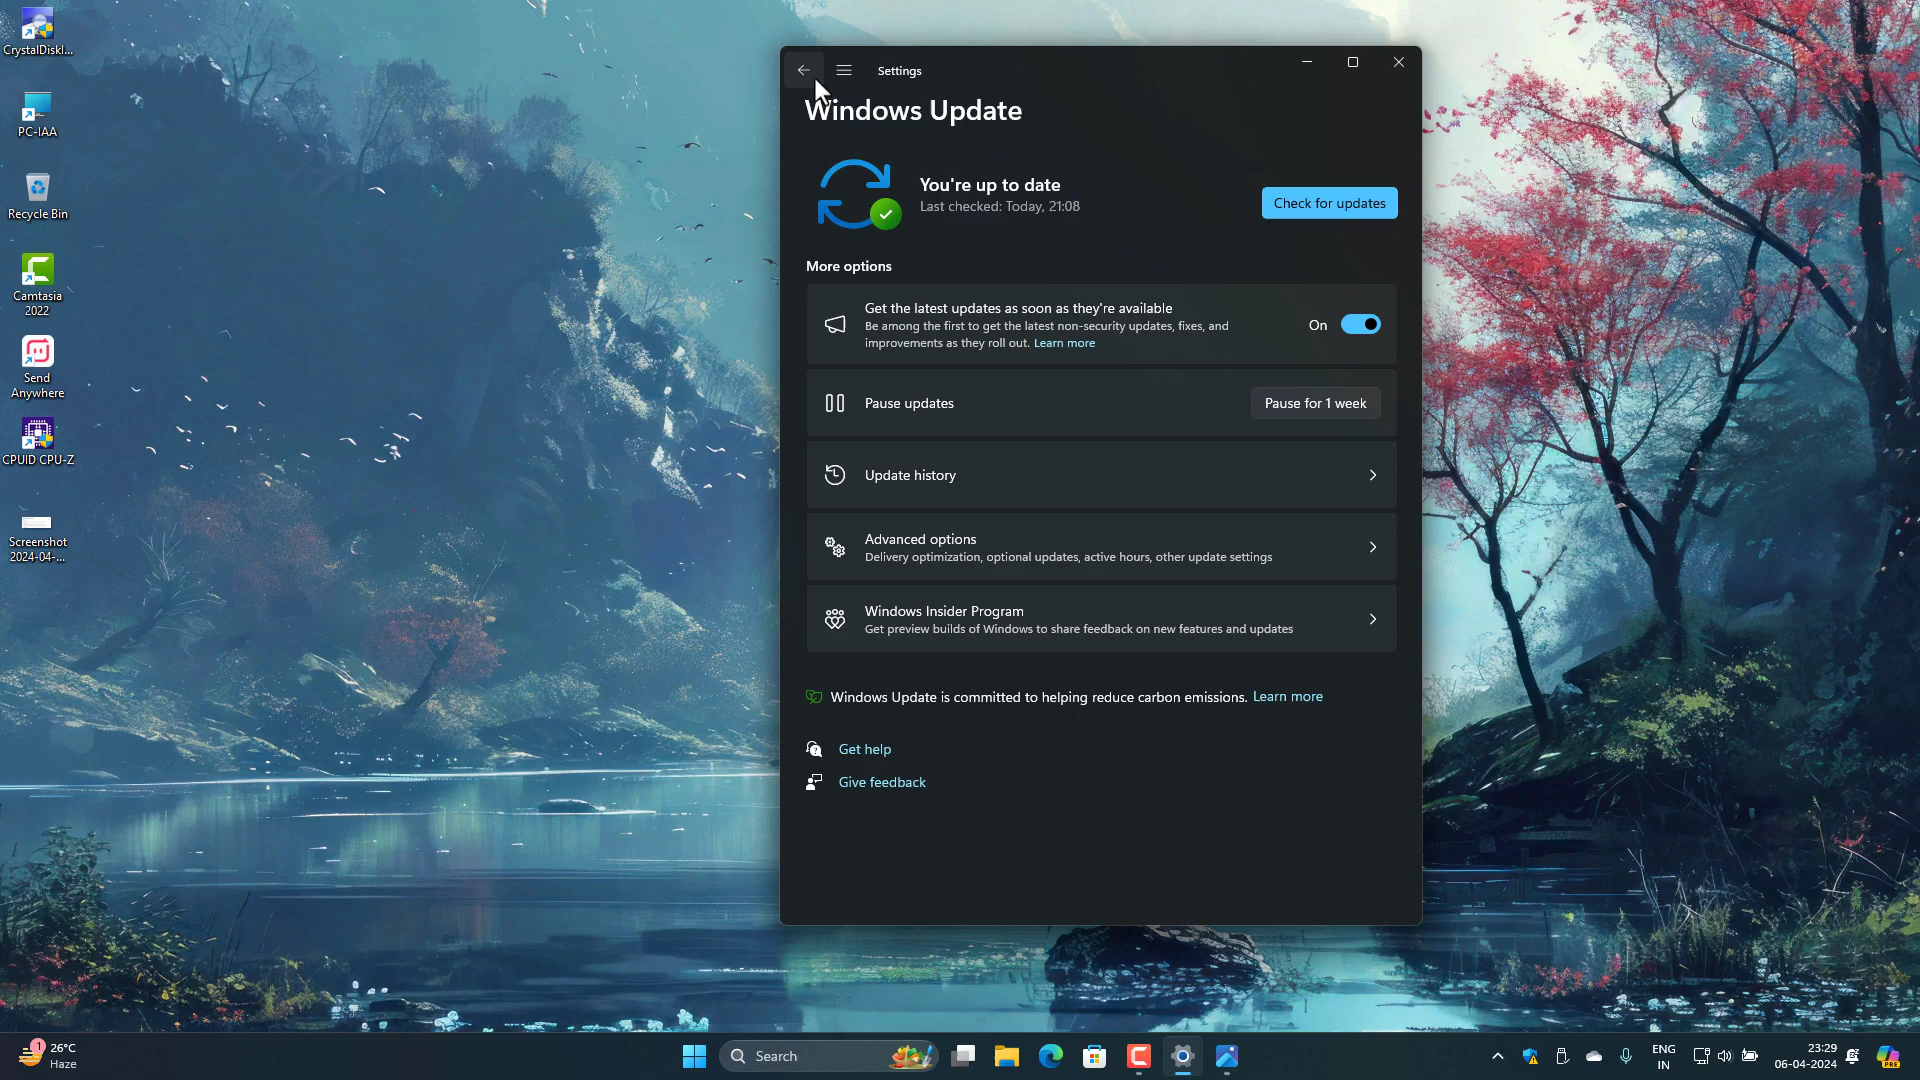 CrystalDiskI...
PC-IAA
Recycle Bin
Camtasia
2022
Send
Anywhere
CPUID CPU-Z
Screenshot
2024-04-...
Settings
Windows Update
You're up to date
Last checked: Today, 21:08
Check for updates
More options
Get the latest updates as soon as they're available
Be among the first to get the latest non-security updates, fixes, and
improvements as they roll out. Learn more
On
Pause updates
Pause for 1 week
Update history
Advanced options
Delivery optimization, optional updates, active hours, other update settings
Windows Insider Program
Get preview builds of Windows to share feedback on new features and updates
Windows Update is committed to helping reduce carbon emissions. Learn more
Get help
Give feedback
1
26°C
Haze
Search
ENG
IN
23:29
06-04-2024
PRE